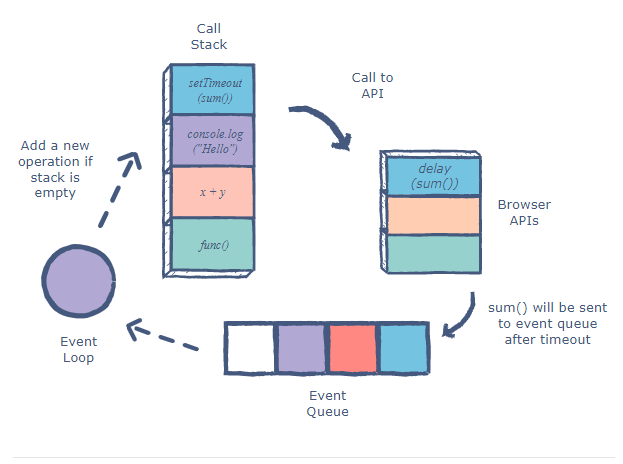 Call
Stack
setTimeout
(sum())
console.log
("Hello")
x + y
func()
Call to
API
delay
(sum())
Browser
APIs
Add a new
operation if
stack is
empty
Event
Loop
sum() will be sent
to event queue
after timeout
Event
Queue